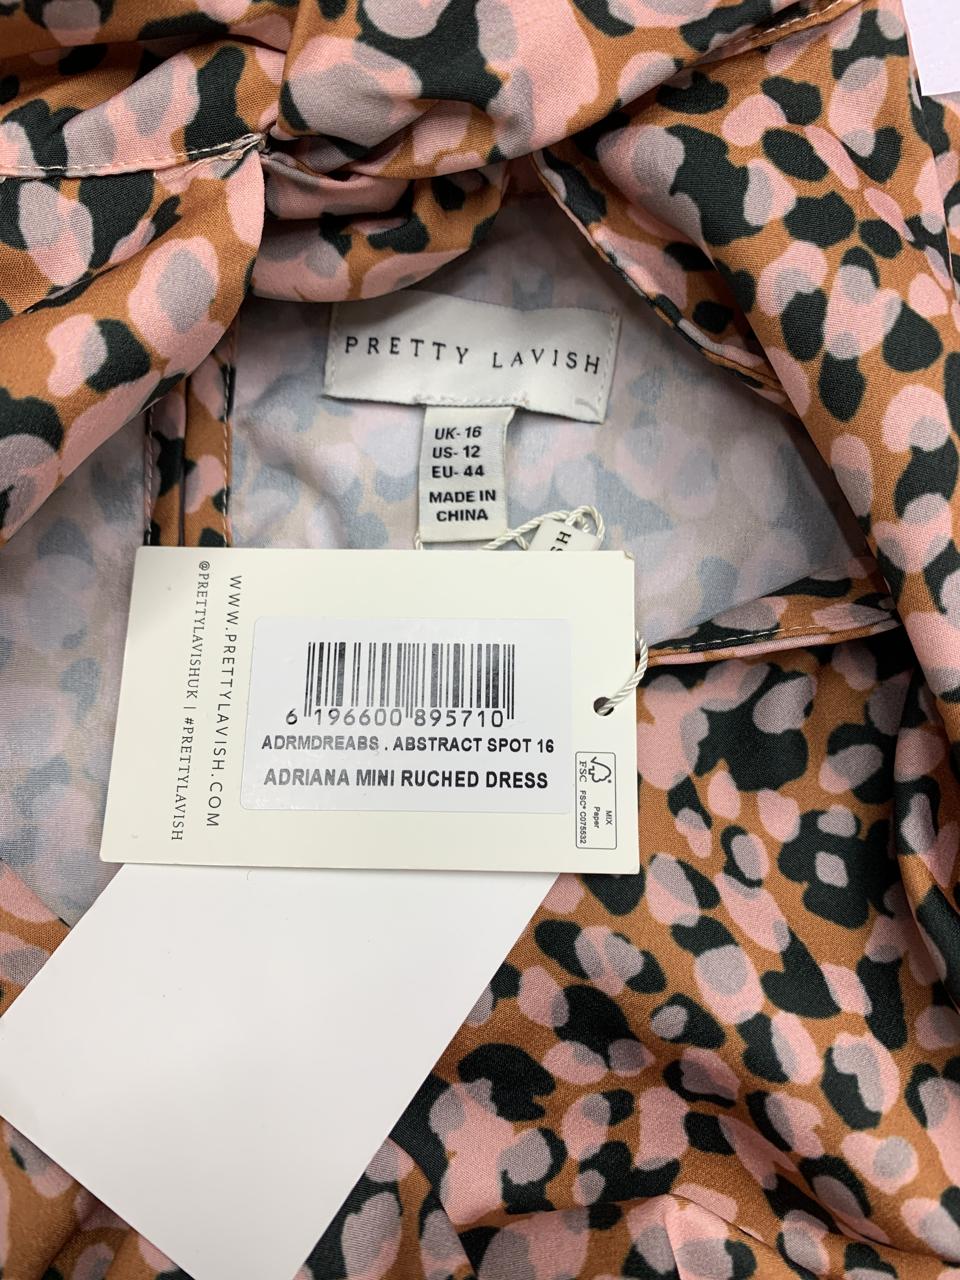 PRETTY LAVISH
UK- 16
US- 12
EU- 44
MADE IN
CHINA
SH
WWW.PRETTYLAVISH.COM
@PRETTYLAVISHUK | #PRETTYLAVISH
6 196600 895710
ADRMDREABS . ABSTRACT SPOT 16
ADRIANA MINI RUCHED DRESS
FSC
MIX
Paper
FSC® C075532